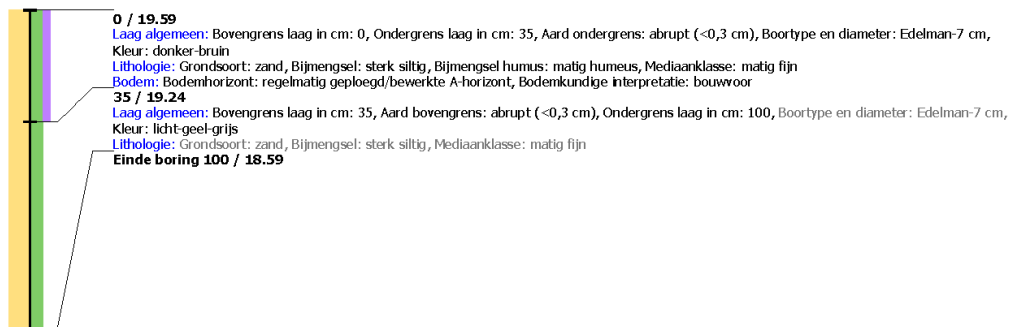 0 / 19.59
Laag algemeen: Bovengrens laag in cm: 0, Ondergrens laag in cm: 35, Aard ondergrens: abrupt (<0,3 cm), Boortype en diameter: Edelman-7 cm,
Kleur: donker-bruin
Lithologie: Grondsoort: zand, Bijmengsel: sterk siltig, Bijmengsel humus: matig humeus, Mediaanklasse: matig fijn
Bodem: Bodemhorizont: regelmatig geploegd/bewerkte A-horizont, Bodemkundige interpretatie: bouwvoor
35 / 19.24
Laag algemeen: Bovengrens laag in cm: 35, Aard bovengrens: abrupt (<0,3 cm), Ondergrens laag in cm: 100, Boortype en diameter: Edelman-7 cm,
Kleur: licht-geel-grijs
Lithologie: Grondsoort: zand, Bijmengsel: sterk siltig, Mediaanklasse: matig fijn
Einde boring 100 / 18.59